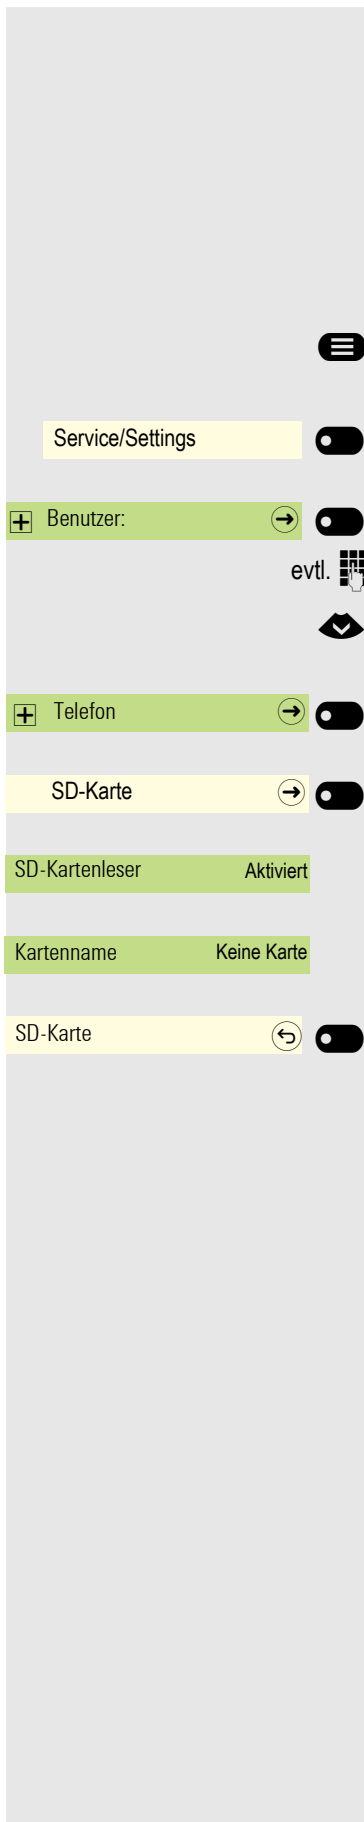 Service/Settings
Benutzer:
evtl.
Telefon
SD-Karte
SD-Kartenleser Aktiviert
Kartenname Keine Karte
SD-Karte